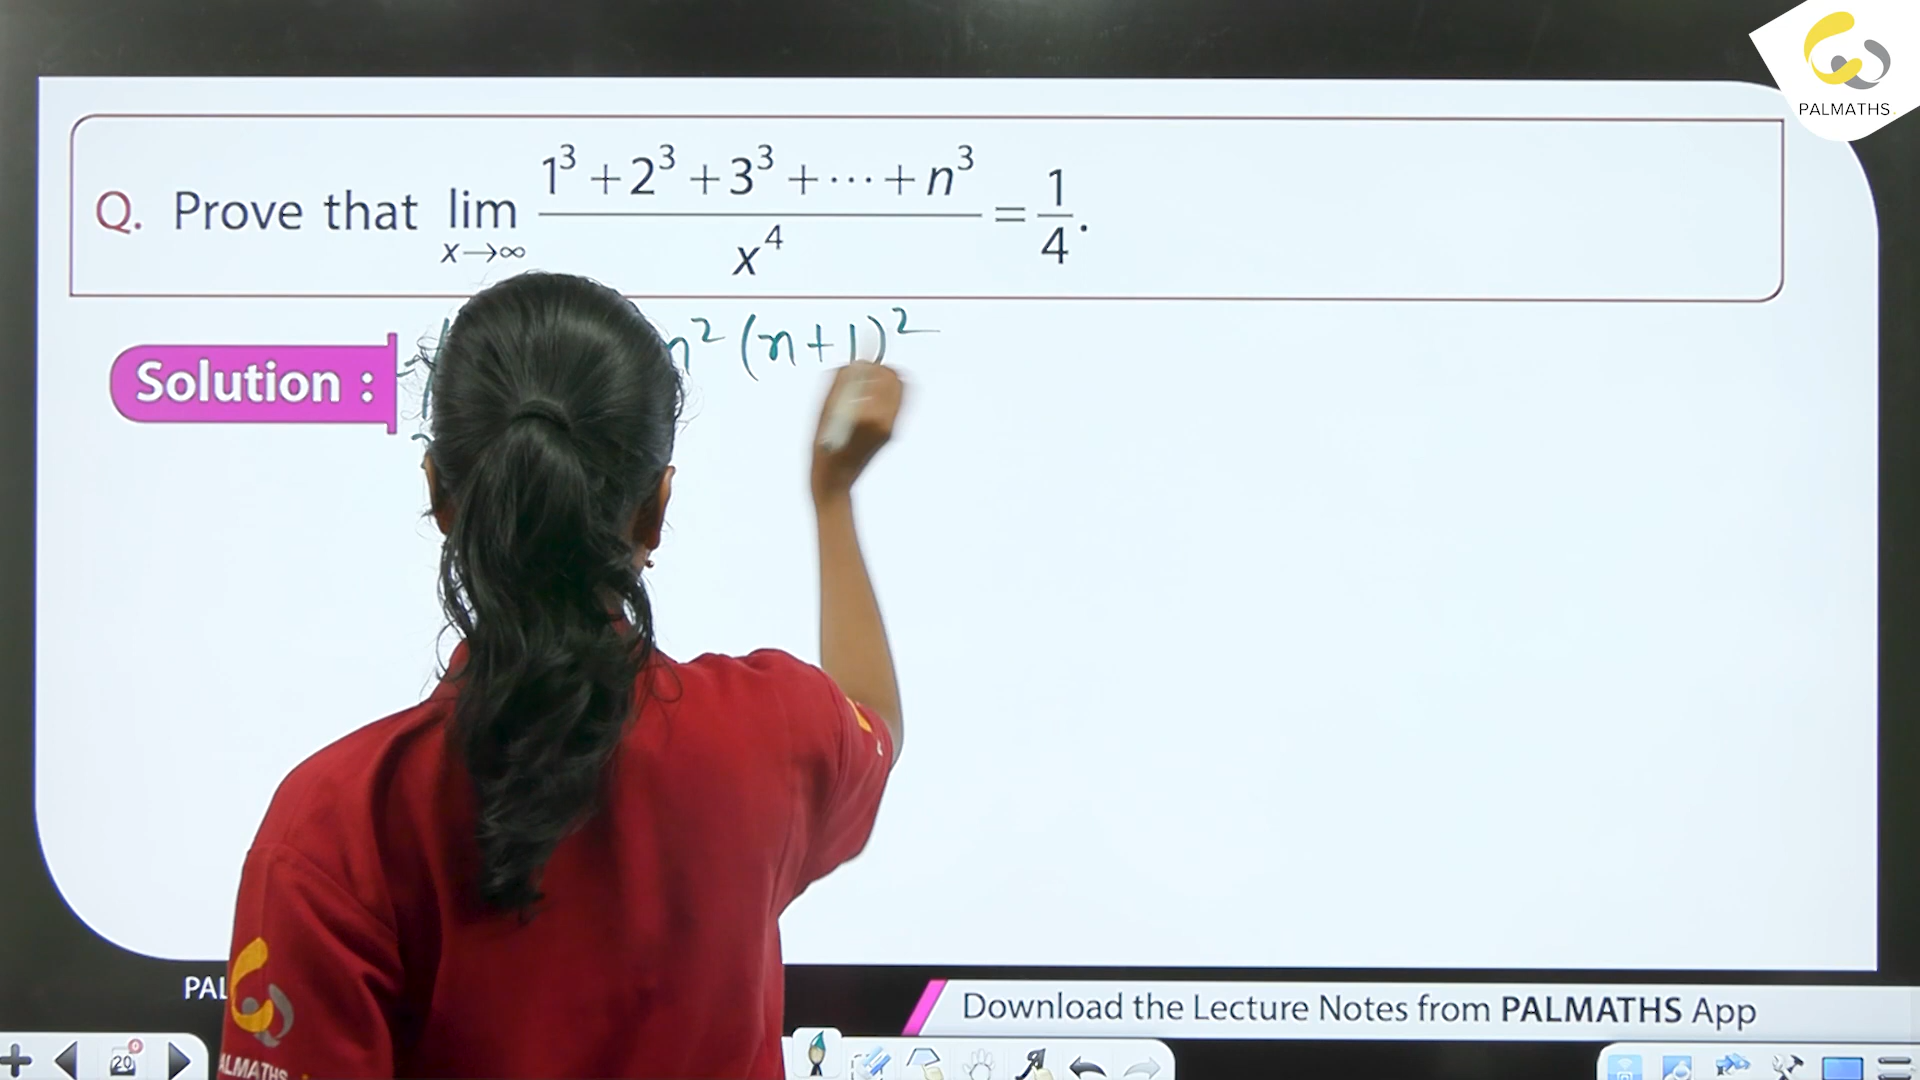 PALMATHS
Q. Prove that lim x→∞ (1³ + 2³ + 3³ + ··· + n³) / x⁴ = 1/4.
n² (n+1)²
Solution :
PAL
Download the Lecture Notes from PALMATHS App
20
ALMATHS